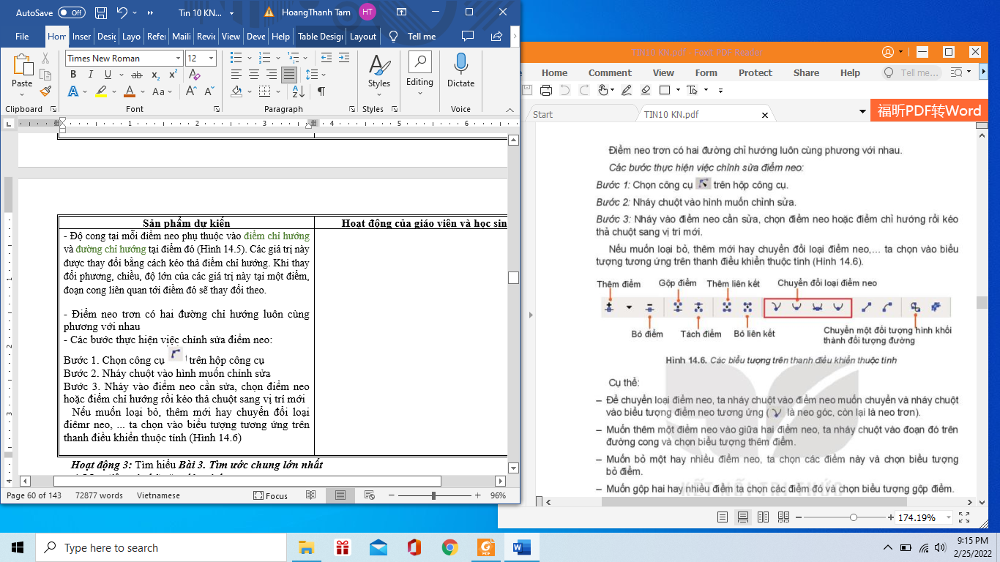 AutoSave Off Tin 10 KN... HoangThanh Tam HT
File Hom Inser Desig Layo Refer Maili Revie View Deve Help Table Design Layout Tell me
Times New Roman 12
Paste Styles Editing Dictate
Clipboard Font Paragraph Styles Voice
Sản phẩm dự kiến
Hoạt động của giáo viên và học sin
- Độ cong tại mỗi điểm neo phụ thuộc vào điểm chỉ hướng
và đường chỉ hướng tại điểm đó (Hình 14.5). Các giá trị này
được thay đổi bằng cách kéo thả điểm chỉ hướng. Khi thay
đổi phương, chiều, độ lớn của các giá trị này tại một điểm,
đoạn cong liên quan tới điểm đó sẽ thay đổi theo.
- Điểm neo trơn có hai đường chỉ hướng luôn cùng
phương với nhau
- Các bước thực hiện việc chỉnh sửa điểm neo:
Bước 1. Chọn công cụ trên hộp công cụ
Bước 2. Nháy chuột vào hình muốn chỉnh sửa
Bước 3. Nháy vào điểm neo cần sửa, chọn điểm neo
hoặc điểm chỉ hướng rồi kéo thả chuột sang vị trí mới
Nếu muốn loại bỏ, thêm mới hay chuyển đổi loại
điêmr neo, ... ta chọn vào biểu tượng tương ứng trên
thanh điều khiển thuộc tính (Hình 14.6)
Hoạt động 3: Tìm hiểu Bài 3. Tìm ước chung lớn nhất
Page 60 of 143 72877 words Vietnamese Focus 96%
TIN10 KN.pdf - Foxit PDF Reader
Home Comment View Form Protect Share Help Tell me...
Start TIN10 KN.pdf 福昕PDF转Word
Điểm neo trơn có hai đường chỉ hướng luôn cùng phương với nhau.
Các bước thực hiện việc chỉnh sửa điểm neo:
Bước 1: Chọn công cụ trên hộp công cụ.
Bước 2: Nháy chuột vào hình muốn chỉnh sửa.
Bước 3: Nháy vào điểm neo cần sửa, chọn điểm neo hoặc điểm chỉ hướng rồi kéo
thả chuột sang vị trí mới.
Nếu muốn loại bỏ, thêm mới hay chuyển đổi loại điểm neo,... ta chọn vào biểu
tượng tương ứng trên thanh điều khiển thuộc tính (Hình 14.6).
Thêm điểm Gộp điểm Thêm liên kết Chuyển đổi loại điểm neo
Bỏ điểm Tách điểm Bỏ liên kết Chuyển một đối tượng hình khối
thành đối tượng đường
Hình 14.6. Các biểu tượng trên thanh điều khiển thuộc tính
Cụ thể:
– Để chuyển loại điểm neo, ta nháy chuột vào điểm neo muốn chuyển và nháy chuột
vào biểu tượng điểm neo tương ứng ( là neo góc, còn lại là neo trơn).
– Muốn thêm một điểm neo vào giữa hai điểm neo, ta nháy chuột vào đoạn đó trên
đường cong và chọn biểu tượng thêm điểm.
– Muốn bỏ một hay nhiều điểm neo, ta chọn các điểm này và chọn biểu tượng
bỏ điểm.
– Muốn gộp hai hay nhiều điểm ta chọn các điểm đó và chọn biểu tượng gộp điểm.
KẾT NỐI TRI THỨC
174.19%
Type here to search
9:15 PM
2/25/2022